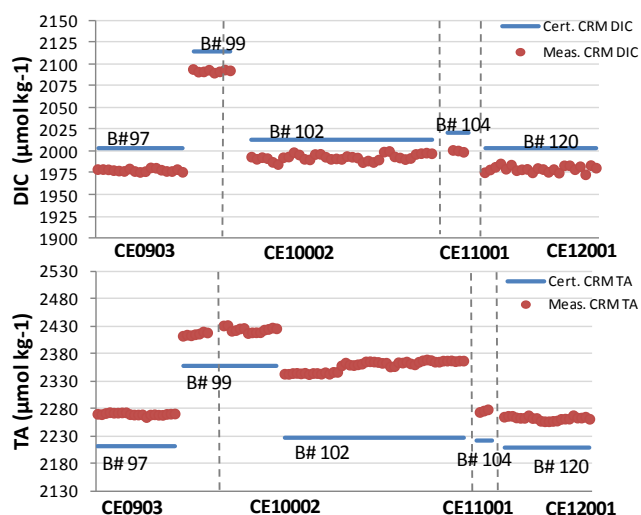 2150
2125
2100
2075
2050
2025
2000
1975
1950
1925
1900
DIC (µmol kg-1)
B# 99
Cert. CRM DIC
Meas. CRM DIC
B# 97
B# 102
B# 104
B# 120
CE0903 CE10002 CE11001 CE12001
2530
2480
2430
2380
2330
2280
2230
2180
2130
TA (µmol kg-1)
Cert. CRM TA
Meas. CRM TA
B# 99
B# 97
B# 102
B# 104
B# 120
CE0903 CE10002 CE11001 CE12001